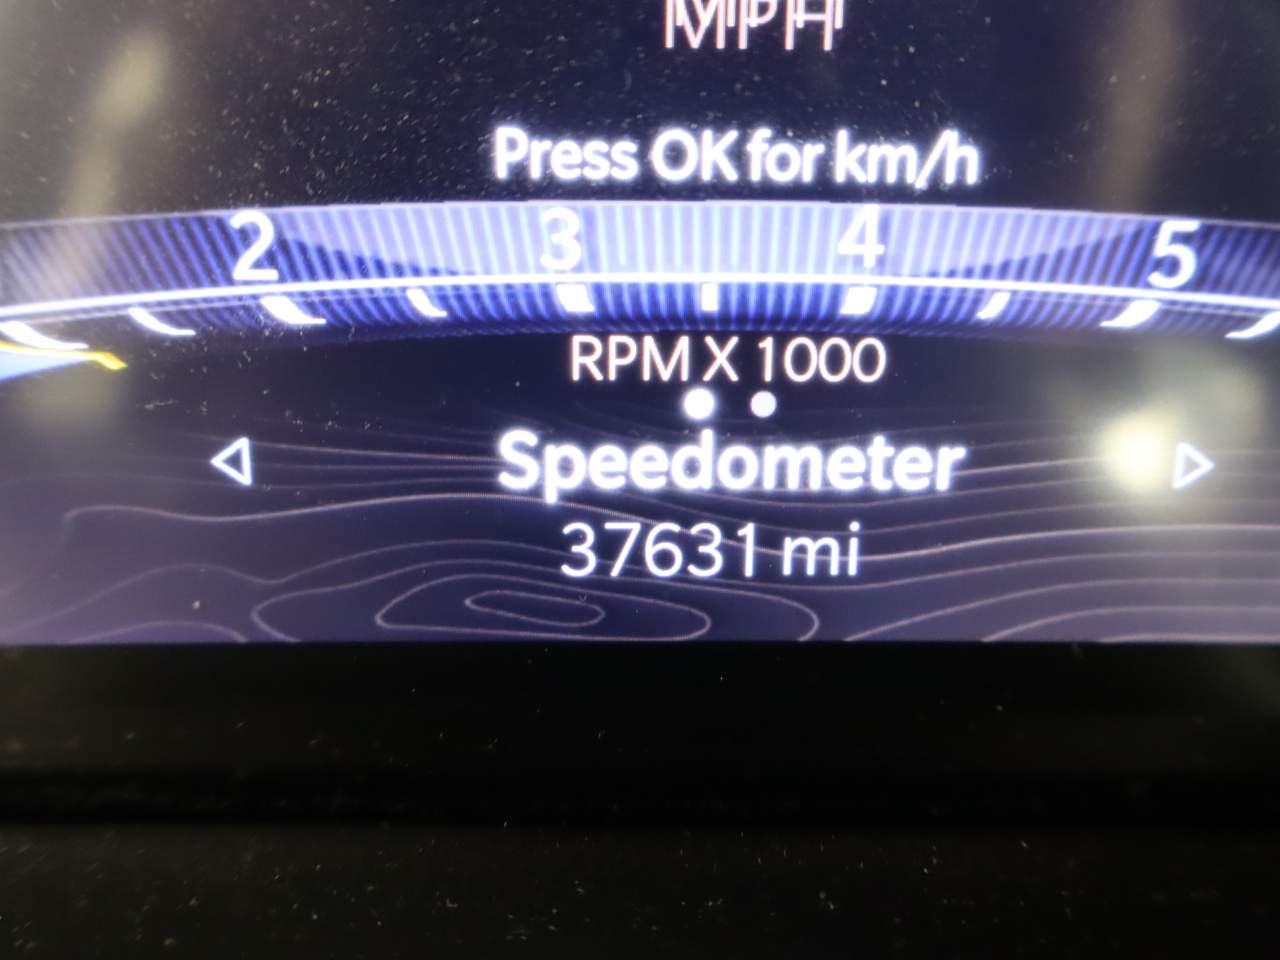 MPH
Press OK for km/h
2 3 4 5
RPM X 1000
Speedometer
37631 mi